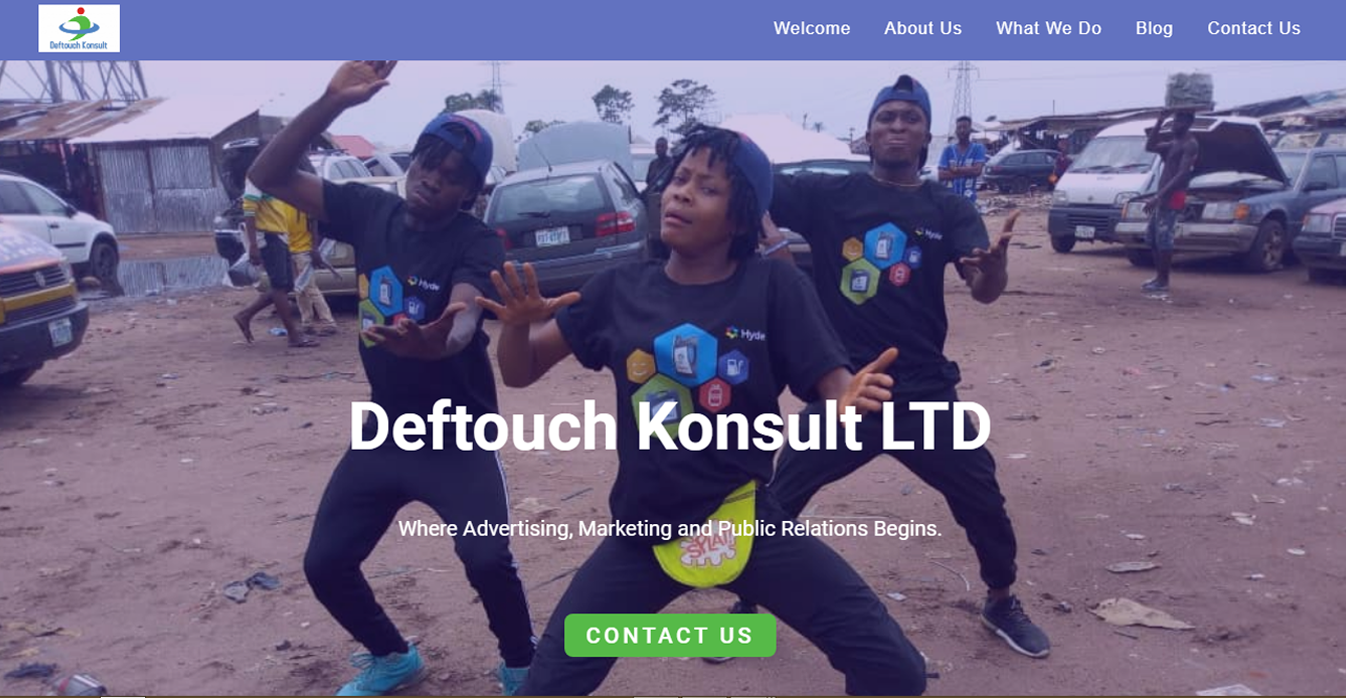 Deftouch Konsult
Welcome
About Us
What We Do
Blog
Contact Us
Hyde
Hyde
Hyde
Deftouch Konsult LTD
Where Advertising, Marketing and Public Relations Begins.
SPLAT!
CONTACT US